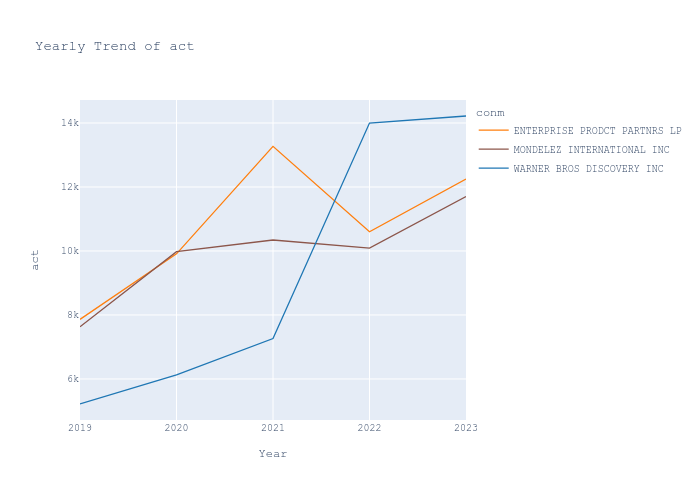 Yearly Trend of act
conm
ENTERPRISE PRODCT PARTNRS LP
MONDELEZ INTERNATIONAL INC
WARNER BROS DISCOVERY INC
act
14k
12k
10k
8k
6k
2019
2020
2021
2022
2023
Year